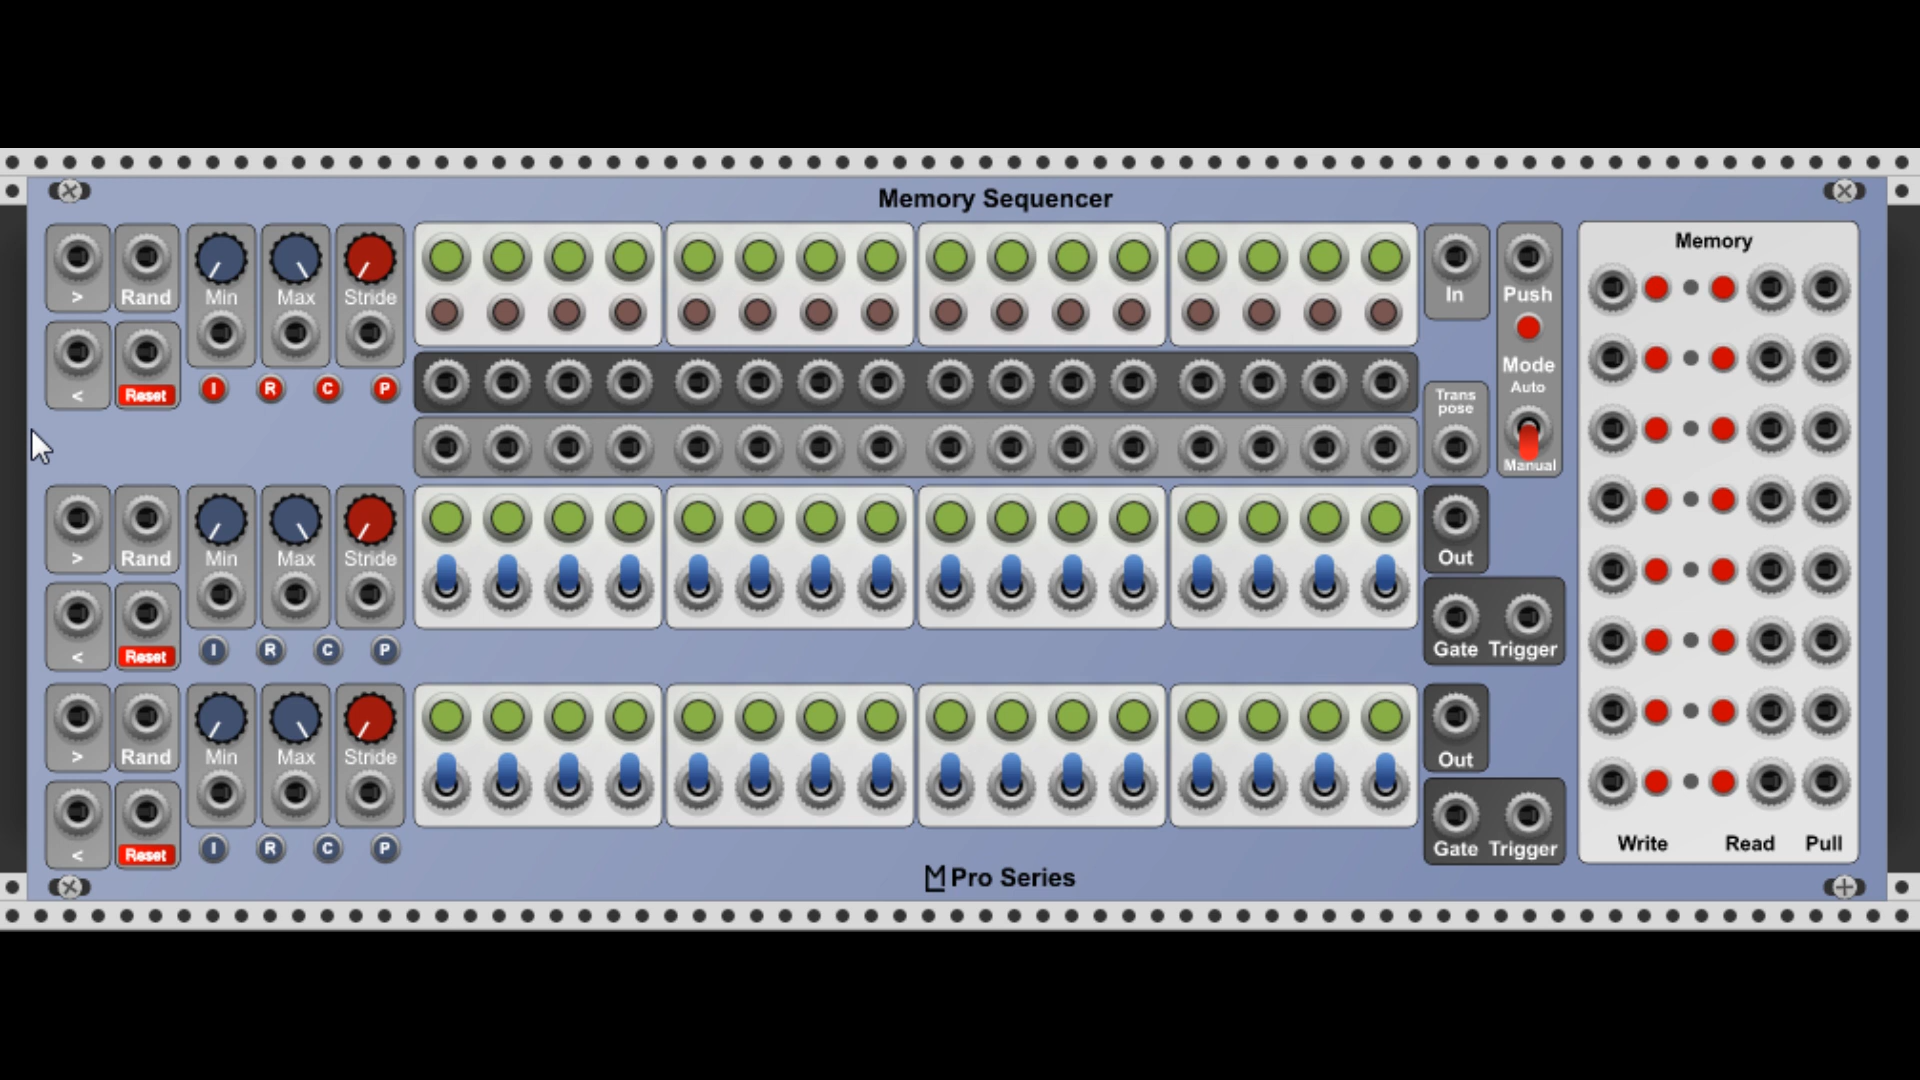 Memory Sequencer
> Rand Min Max Stride
< Reset I R C P
In Push
Mode
Auto
Trans
pose
Manual
Memory
> Rand Min Max Stride
< Reset I R C P
Out
Gate Trigger
> Rand Min Max Stride
< Reset I R C P
Out
Gate Trigger
Write Read Pull
M Pro Series